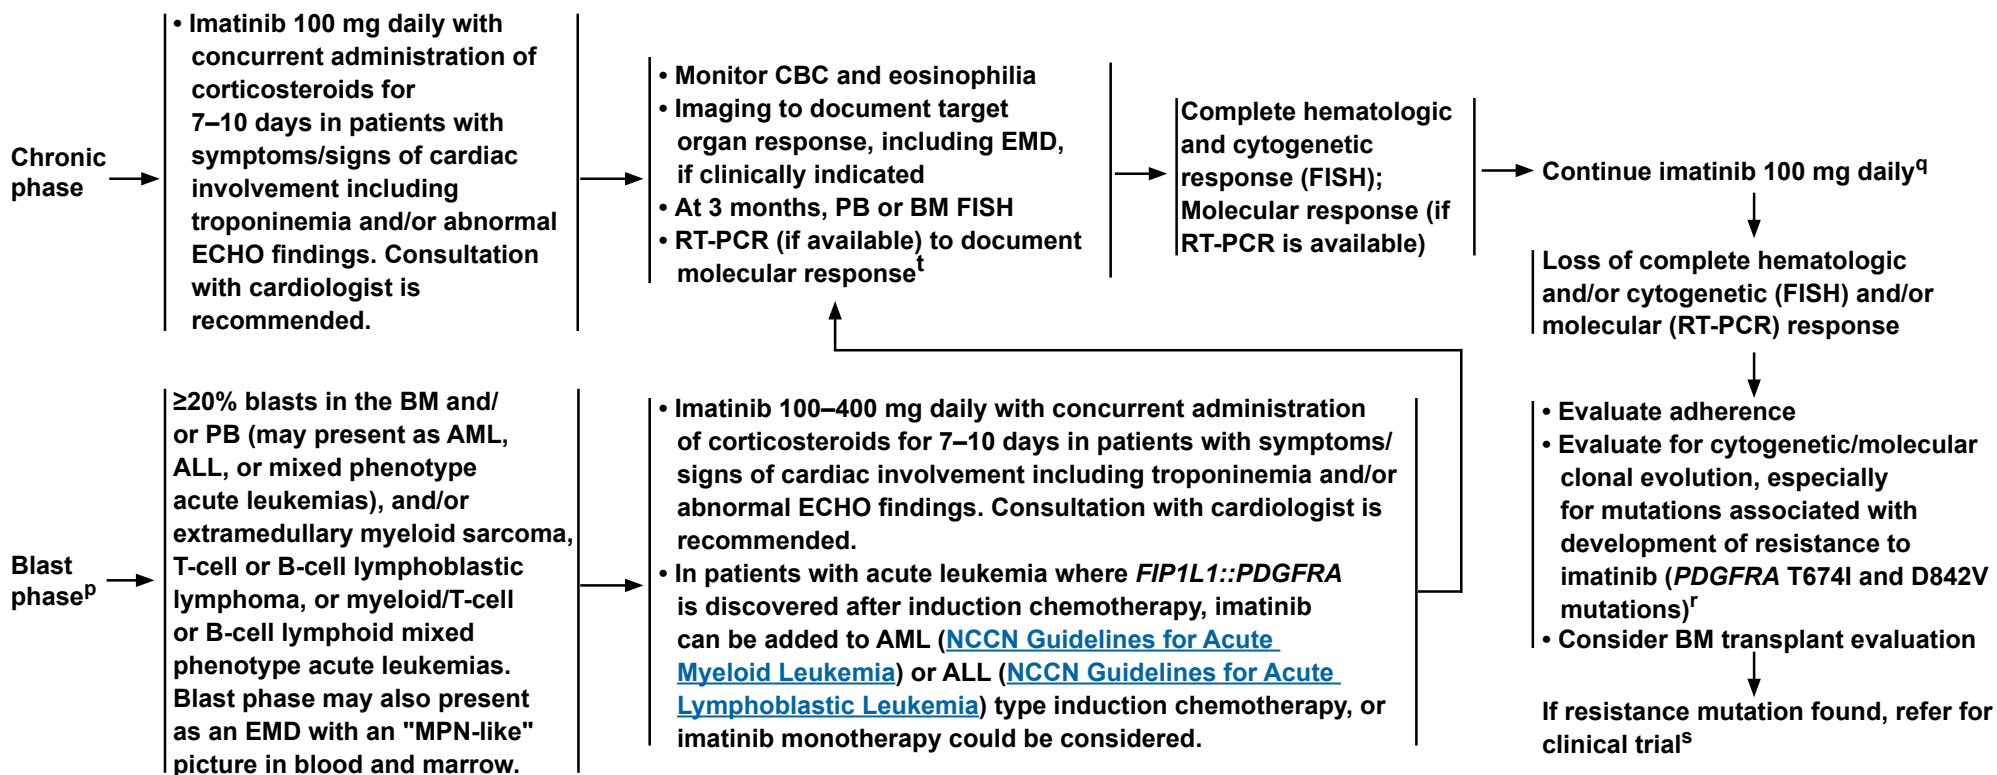 Chronic
phase
• Imatinib 100 mg daily with
concurrent administration of
corticosteroids for
7–10 days in patients with
symptoms/signs of cardiac
involvement including
troponinemia and/or abnormal
ECHO findings. Consultation
with cardiologist is
recommended.
• Monitor CBC and eosinophilia
• Imaging to document target
organ response, including EMD,
if clinically indicated
• At 3 months, PB or BM FISH
• RT-PCR (if available) to document
molecular response^t
Complete hematologic
and cytogenetic
response (FISH);
Molecular response (if
RT-PCR is available)
Continue imatinib 100 mg daily^q
Loss of complete hematologic
and/or cytogenetic (FISH) and/or
molecular (RT-PCR) response
• Evaluate adherence
• Evaluate for cytogenetic/molecular
clonal evolution, especially
for mutations associated with
development of resistance to
imatinib (PDGFRA T674I and D842V
mutations)^r
• Consider BM transplant evaluation
If resistance mutation found, refer for
clinical trial^s
Blast
phase^p
≥20% blasts in the BM and/
or PB (may present as AML,
ALL, or mixed phenotype
acute leukemias), and/or
extramedullary myeloid sarcoma,
T-cell or B-cell lymphoblastic
lymphoma, or myeloid/T-cell
or B-cell lymphoid mixed
phenotype acute leukemias.
Blast phase may also present
as an EMD with an "MPN-like"
picture in blood and marrow.
• Imatinib 100–400 mg daily with concurrent administration
of corticosteroids for 7–10 days in patients with symptoms/
signs of cardiac involvement including troponinemia and/or
abnormal ECHO findings. Consultation with cardiologist is
recommended.
• In patients with acute leukemia where FIP1L1::PDGFRA
is discovered after induction chemotherapy, imatinib
can be added to AML (NCCN Guidelines for Acute
Myeloid Leukemia) or ALL (NCCN Guidelines for Acute
Lymphoblastic Leukemia) type induction chemotherapy, or
imatinib monotherapy could be considered.